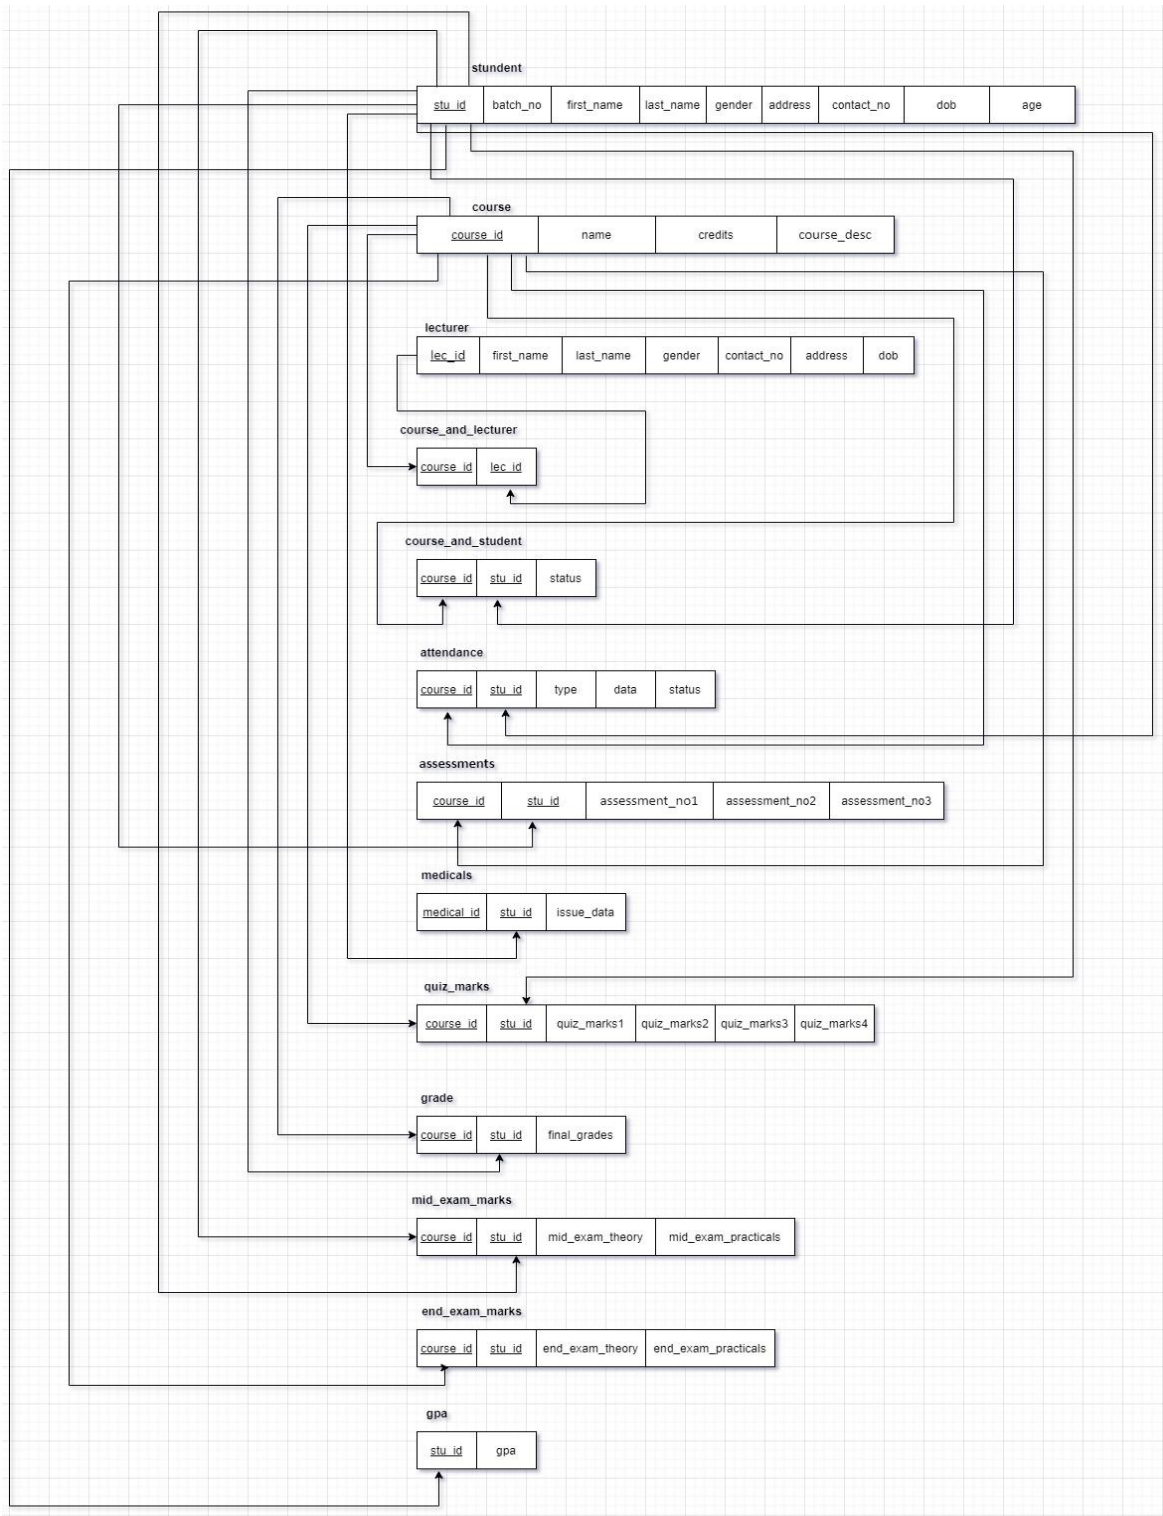 stundent
stu_id batch_no first_name last_name gender address contact_no dob age
course
course_id name credits course_desc
lecturer
lec_id first_name last_name gender contact_no address dob
course_and_lecturer
course_id lec_id
course_and_student
course_id stu_id status
attendance
course_id stu_id type data status
assessments
course_id stu_id assessment_no1 assessment_no2 assessment_no3
medicals
medical_id stu_id issue_data
quiz_marks
course_id stu_id quiz_marks1 quiz_marks2 quiz_marks3 quiz_marks4
grade
course_id stu_id final_grades
mid_exam_marks
course_id stu_id mid_exam_theory mid_exam_practicals
end_exam_marks
course_id stu_id end_exam_theory end_exam_practicals
gpa
stu_id gpa